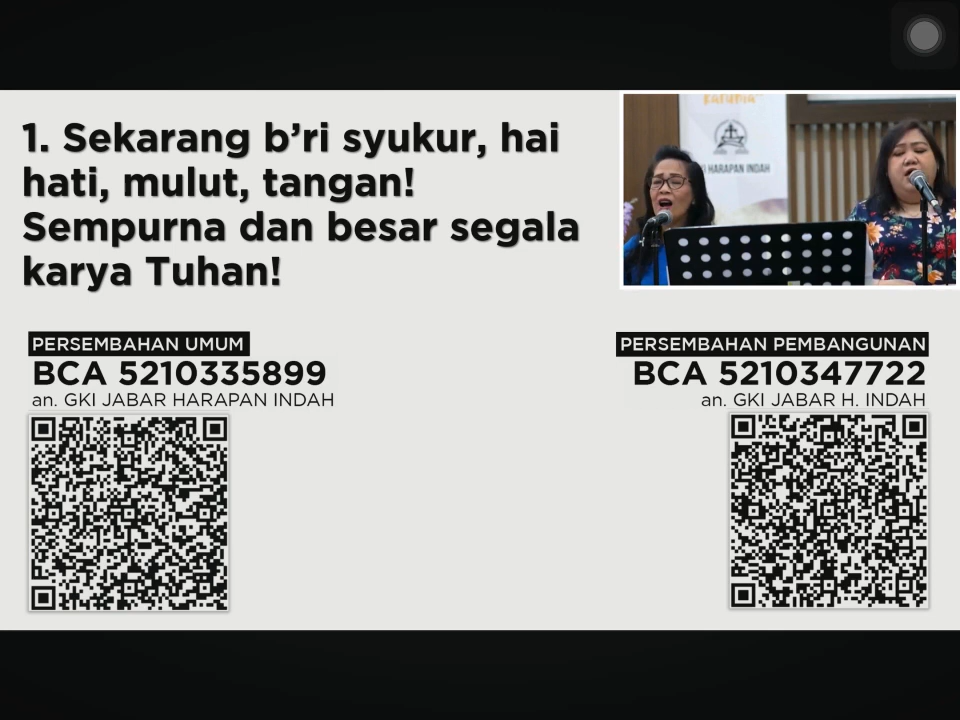 1. Sekarang b’ri syukur, hai
hati, mulut, tangan!
Sempurna dan besar segala
karya Tuhan!
karunia
HARAPAN INDAH
PERSEMBAHAN UMUM
BCA 5210335899
an. GKI JABAR HARAPAN INDAH
PERSEMBAHAN PEMBANGUNAN
BCA 5210347722
an. GKI JABAR H. INDAH